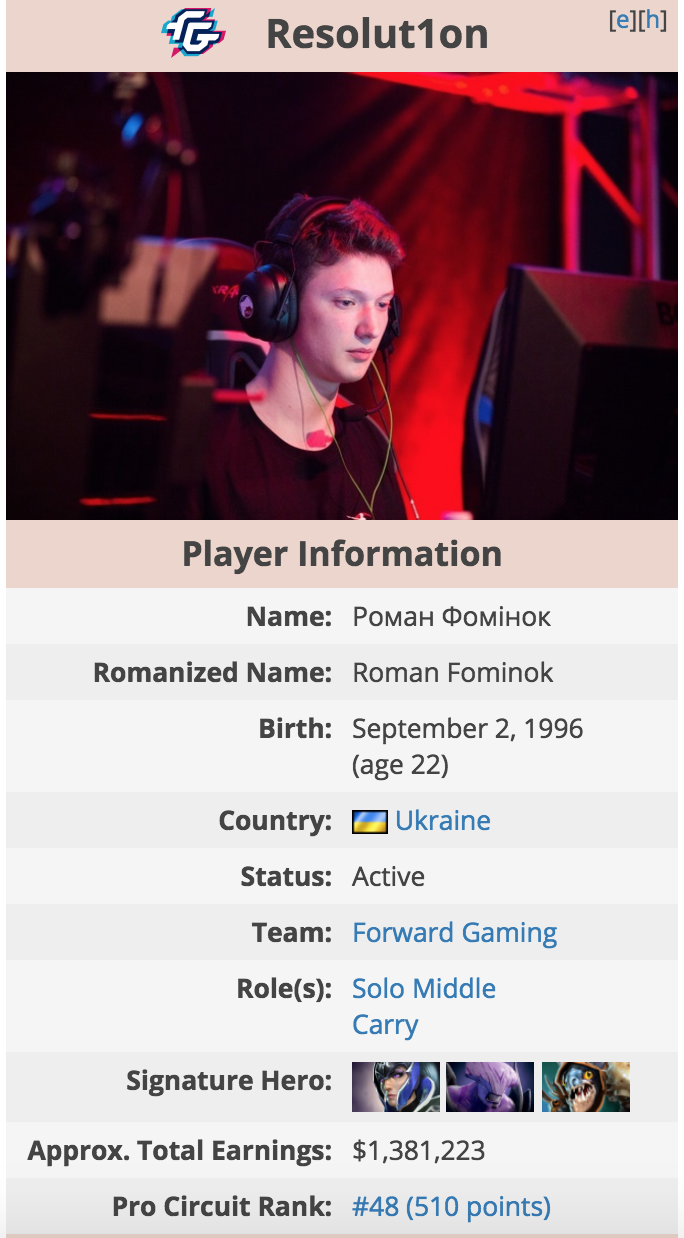 Resolut1on
[e][h]
Player Information
Name: Роман Фомінок
Romanized Name: Roman Fominok
Birth: September 2, 1996
(age 22)
Country: Ukraine
Status: Active
Team: Forward Gaming
Role(s): Solo Middle
Carry
Signature Hero:
Approx. Total Earnings: $1,381,223
Pro Circuit Rank: #48 (510 points)